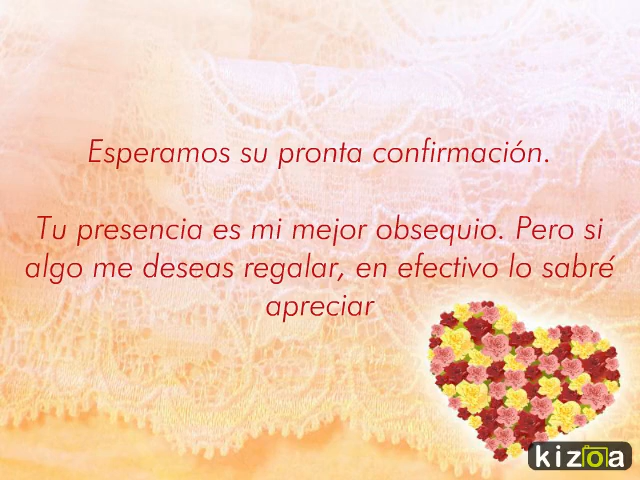 Esperamos su pronta confirmación.
Tu presencia es mi mejor obsequio. Pero si
algo me deseas regalar, en efectivo lo sabré
apreciar
kizoa